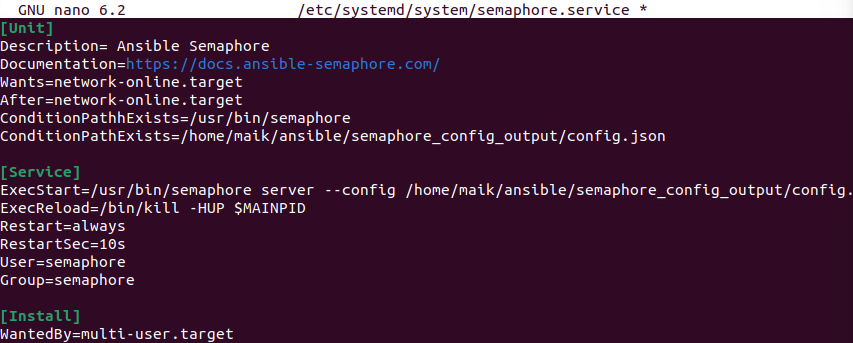 GNU nano 6.2 /etc/systemd/system/semaphore.service *
[Unit]
Description= Ansible Semaphore
Documentation=https://docs.ansible-semaphore.com/
Wants=network-online.target
After=network-online.target
ConditionPathhExists=/usr/bin/semaphore
ConditionPathExists=/home/maik/ansible/semaphore_config_output/config.json
[Service]
ExecStart=/usr/bin/semaphore server --config /home/maik/ansible/semaphore_config_output/config.
ExecReload=/bin/kill -HUP $MAINPID
Restart=always
RestartSec=10s
User=semaphore
Group=semaphore
[Install]
WantedBy=multi-user.target